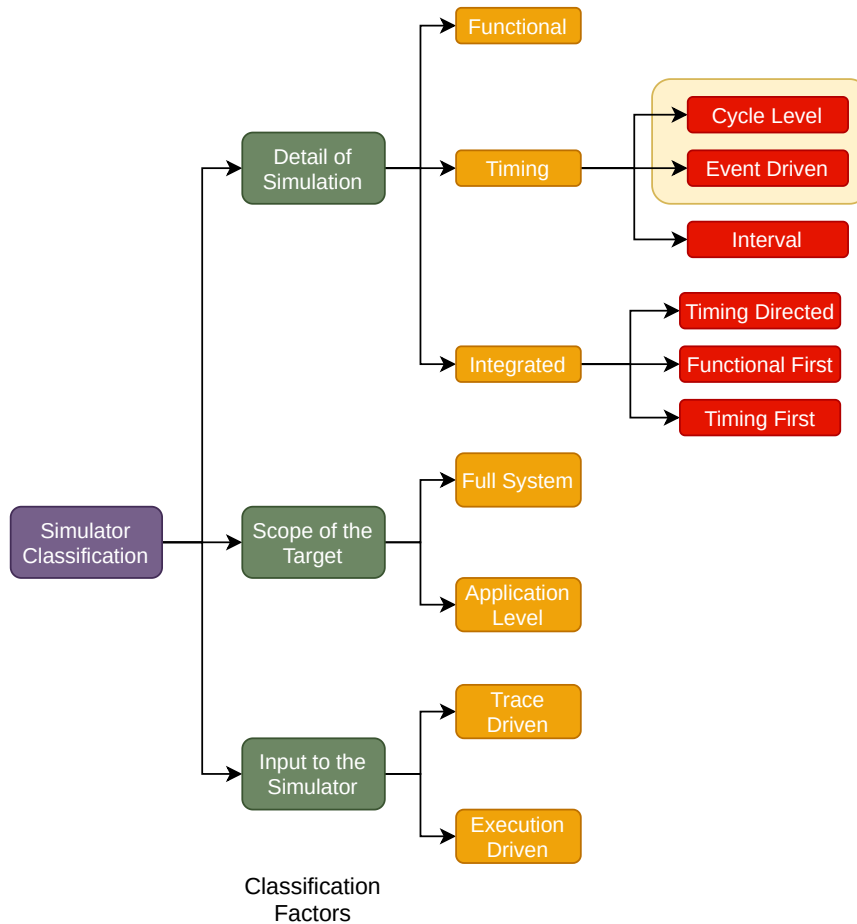 Functional
Cycle Level
Detail of
Simulation
Timing
Event Driven
Interval
Timing Directed
Integrated
Functional First
Timing First
Full System
Simulator
Classification
Scope of the
Target
Application
Level
Trace
Driven
Input to the
Simulator
Execution
Driven
Classification
Factors